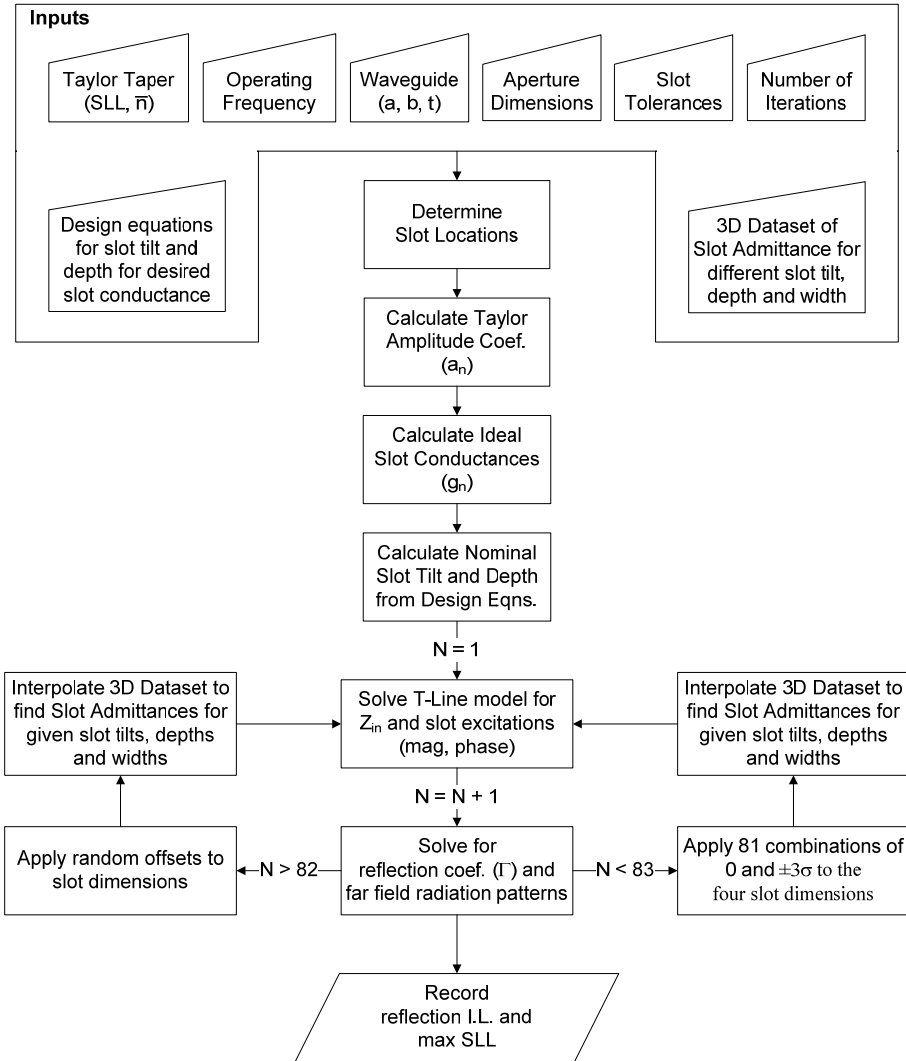 Inputs
Taylor Taper
(SLL, n̅)
Operating
Frequency
Waveguide
(a, b, t)
Aperture
Dimensions
Slot
Tolerances
Number of
Iterations
Design equations
for slot tilt and
depth for desired
slot conductance
Determine
Slot Locations
3D Dataset of
Slot Admittance for
different slot tilt,
depth and width
Calculate Taylor
Amplitude Coef.
(aₙ)
Calculate Ideal
Slot Conductances
(gₙ)
Calculate Nominal
Slot Tilt and Depth
from Design Eqns.
N = 1
Interpolate 3D Dataset to
find Slot Admittances for
given slot tilts, depths
and widths
Solve T-Line model for
Zᵢₙ and slot excitations
(mag, phase)
Interpolate 3D Dataset to
find Slot Admittances for
given slot tilts, depths
and widths
N = N + 1
Apply random offsets to
slot dimensions
N > 82
Solve for
reflection coef. (Γ) and
far field radiation patterns
N < 83
Apply 81 combinations of
0 and ±3σ to the
four slot dimensions
Record
reflection I.L. and
max SLL